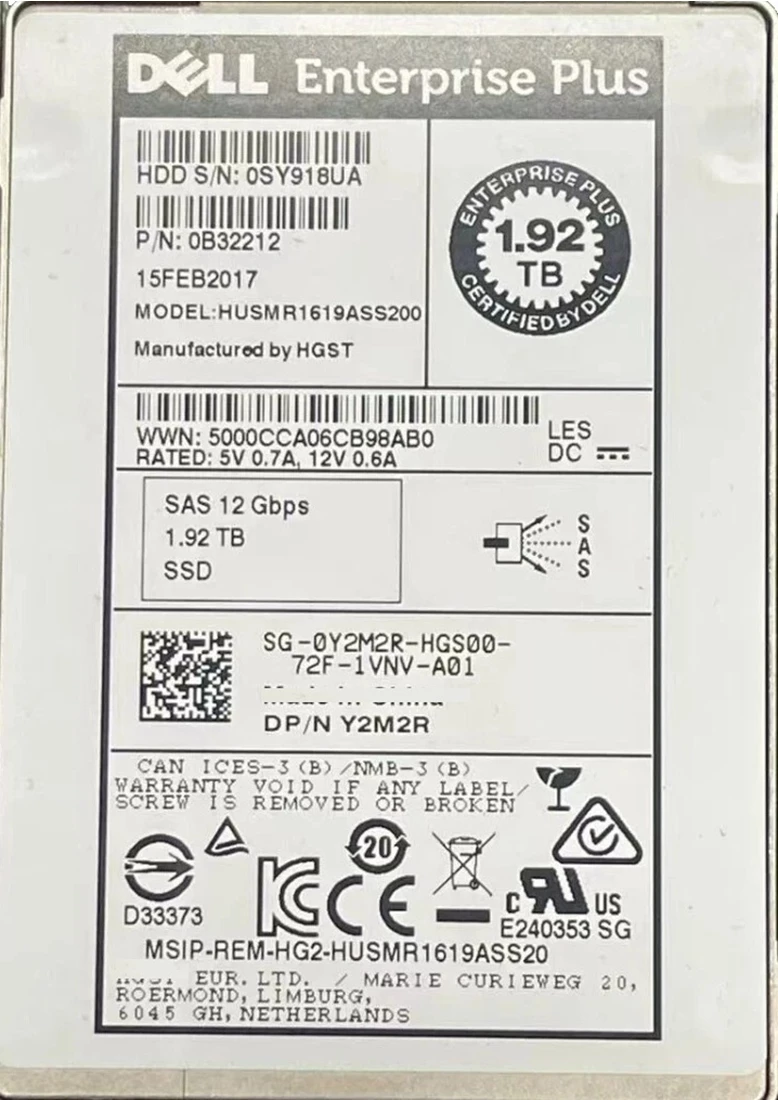 DELL Enterprise Plus
HDD S/N: 0SY918UA
P/N: 0B32212
15FEB2017
MODEL:HUSMR1619ASS200
Manufactured by HGST
ENTERPRISE PLUS
1.92
TB
CERTIFIED BY DELL
WWN: 5000CCA06CB98AB0
RATED: 5V 0.7A, 12V 0.6A
LES
DC
SAS 12 Gbps
1.92 TB
SSD
SAS
SG-0Y2M2R-HGS00-
72F-1VNV-A01
DP/N Y2M2R
CAN ICES-3 (B) /NMB-3 (B)
WARRANTY VOID IF ANY LABEL/
SCREW IS REMOVED OR BROKEN
20
D33373
CE
C US
E240353 SG
MSIP-REM-HG2-HUSMR1619ASS20
EUR. LTD. / MARIE CURIEWEG 20,
ROERMOND, LIMBURG,
6045 GH, NETHERLANDS